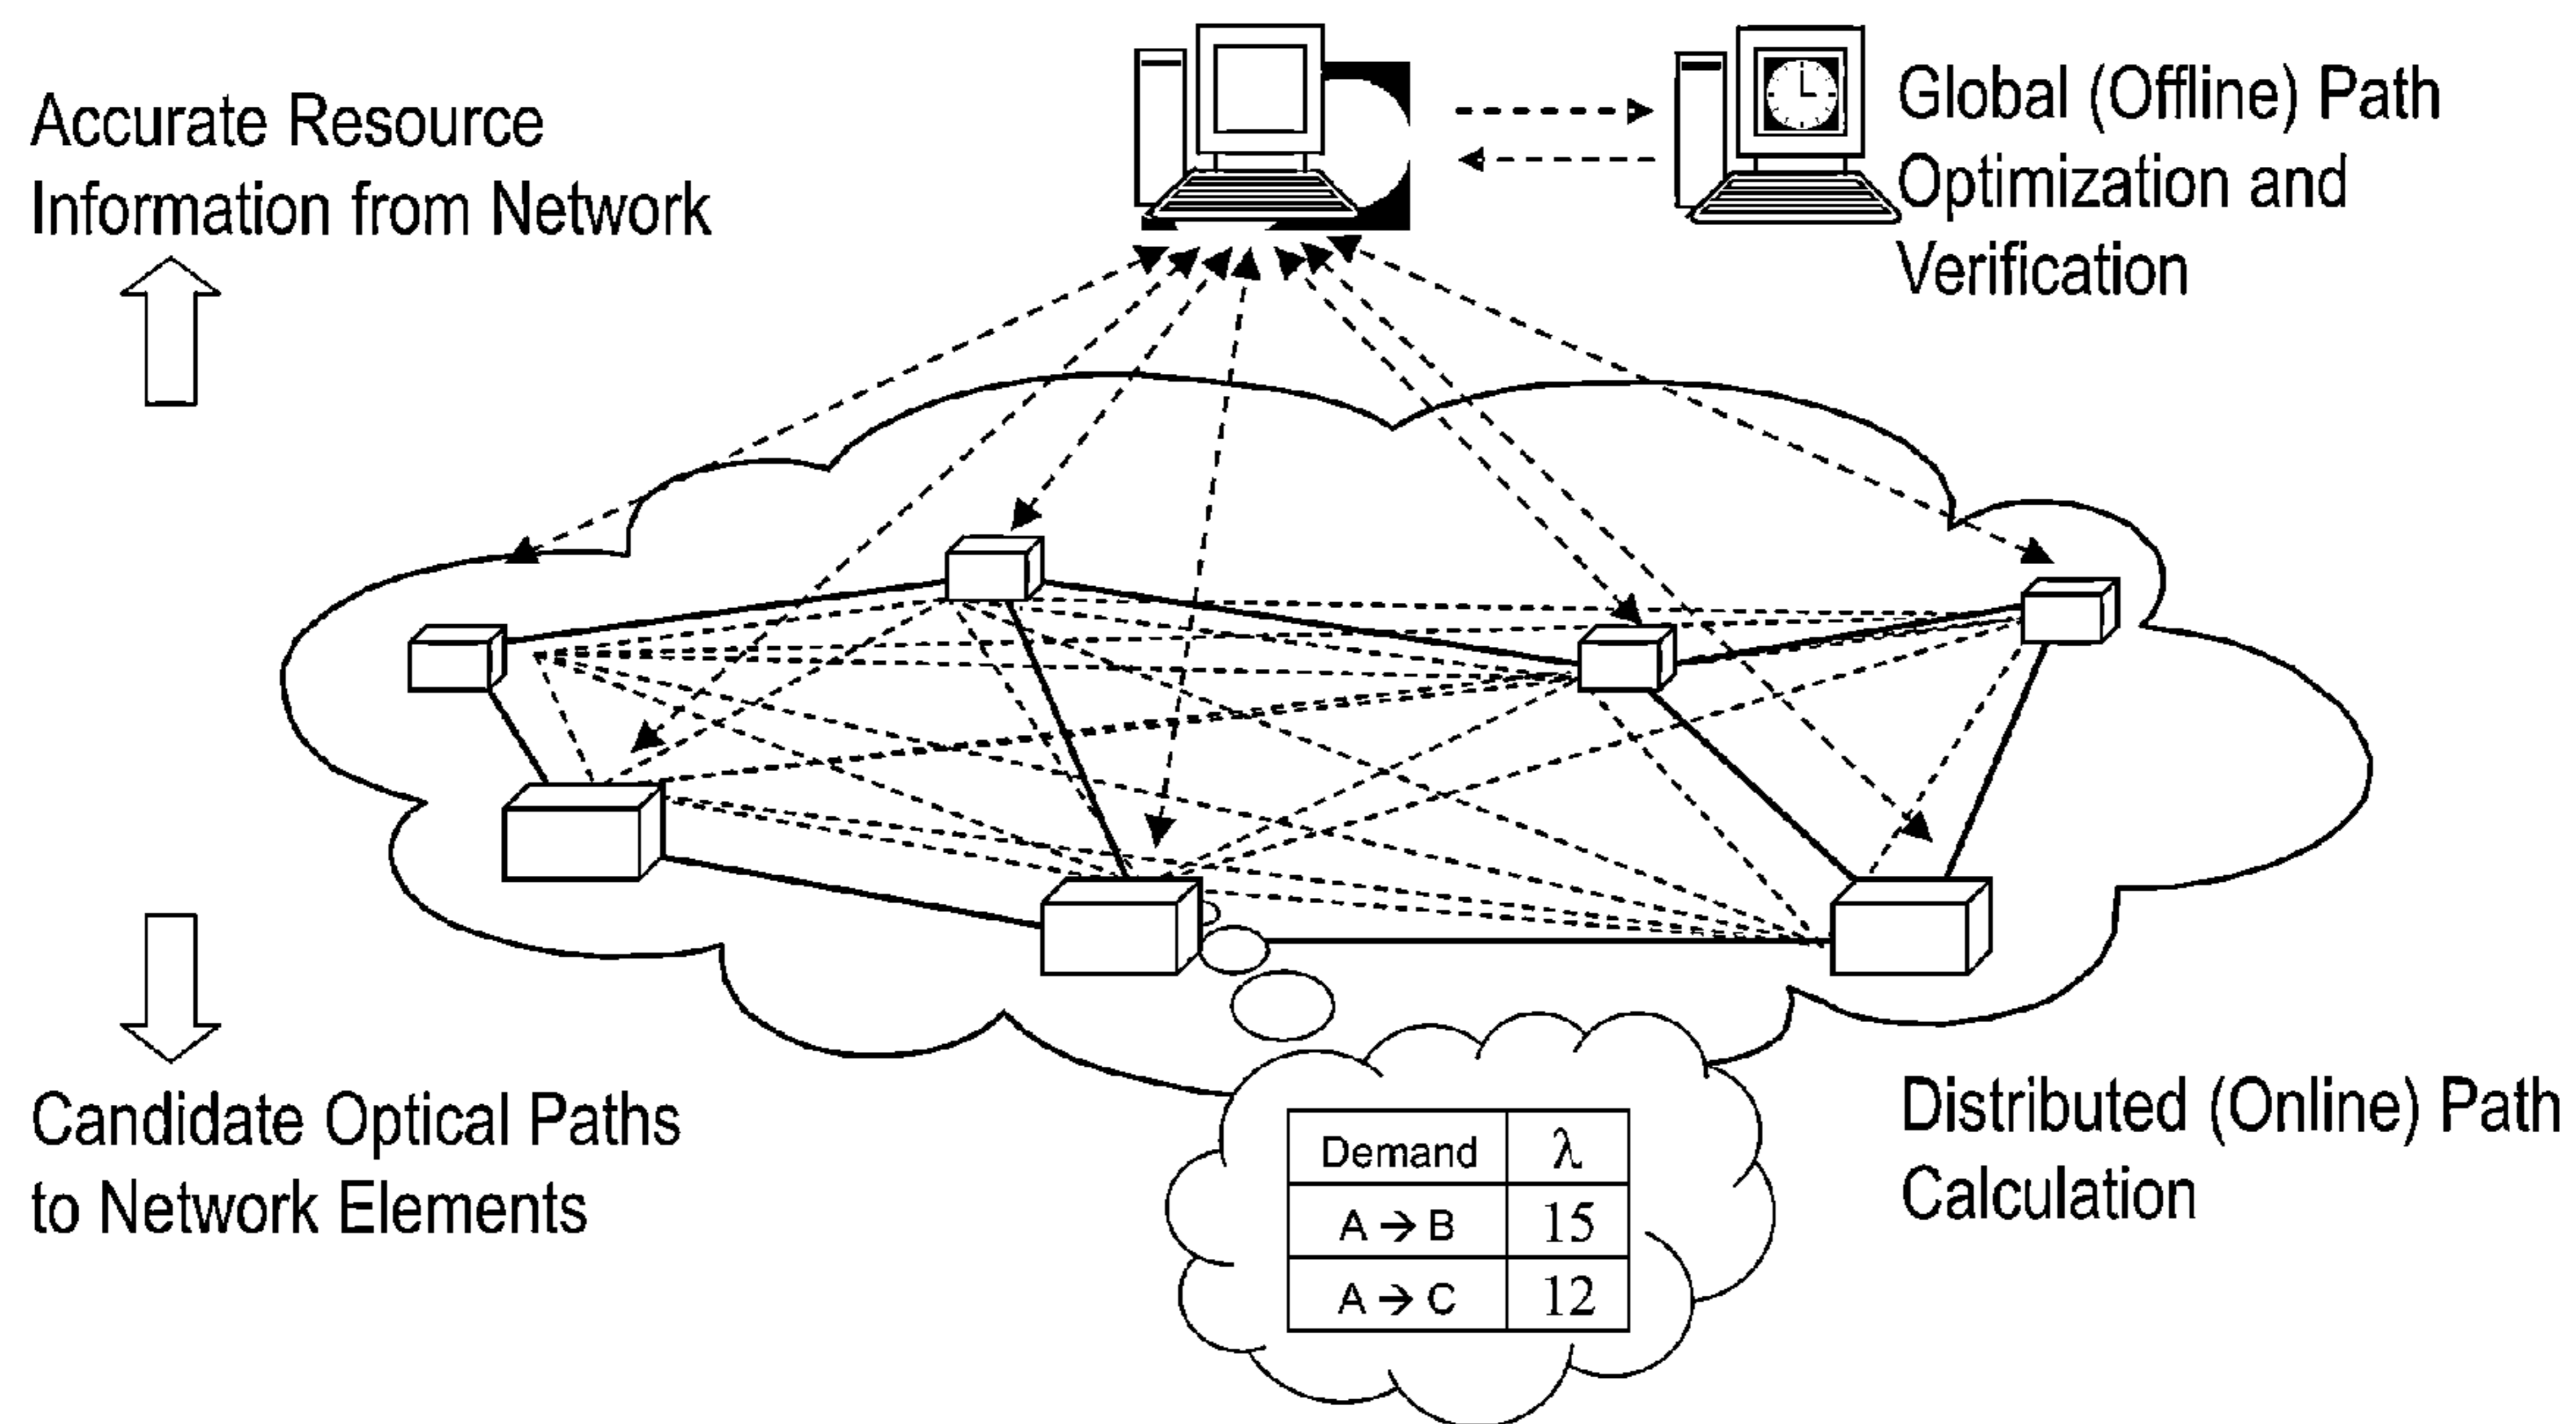 Accurate Resource
Information from Network
Global (Offline) Path
Optimization and
Verification
Candidate Optical Paths
to Network Elements
Demand λ
A → B 15
A → C 12
Distributed (Online) Path
Calculation